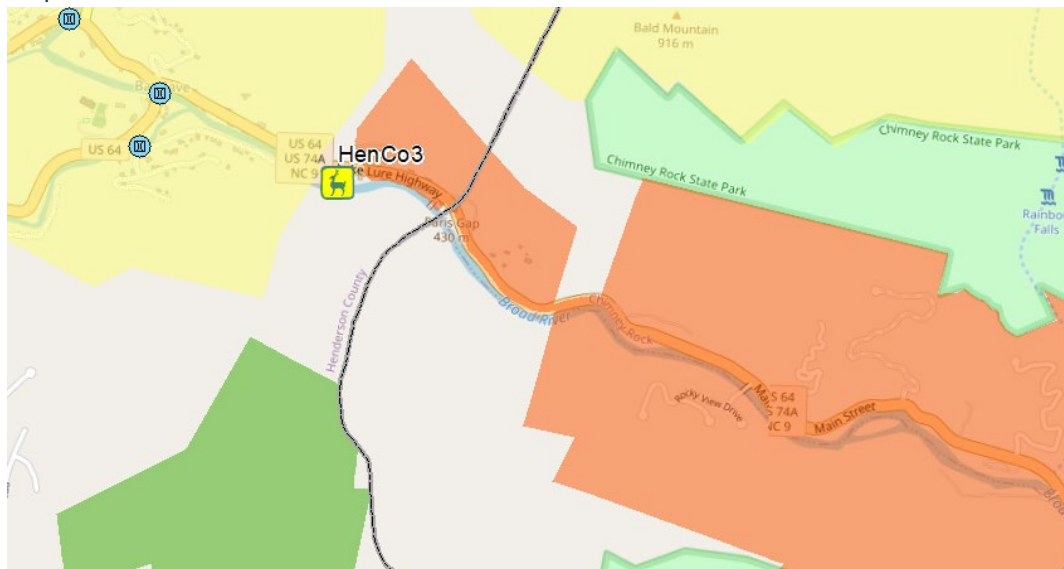 Bald Mountain
916 m
US 64
US 64
US 74A
NC 9
HenCo3
Lure Highway
Chimney Rock State Park
Chimney Rock State Park
Rainbow
Falls
430 m
Henderson County
Broad River
Chimney Rock
Rocky View Drive
Main Street
US 64
US 74A
NC 9